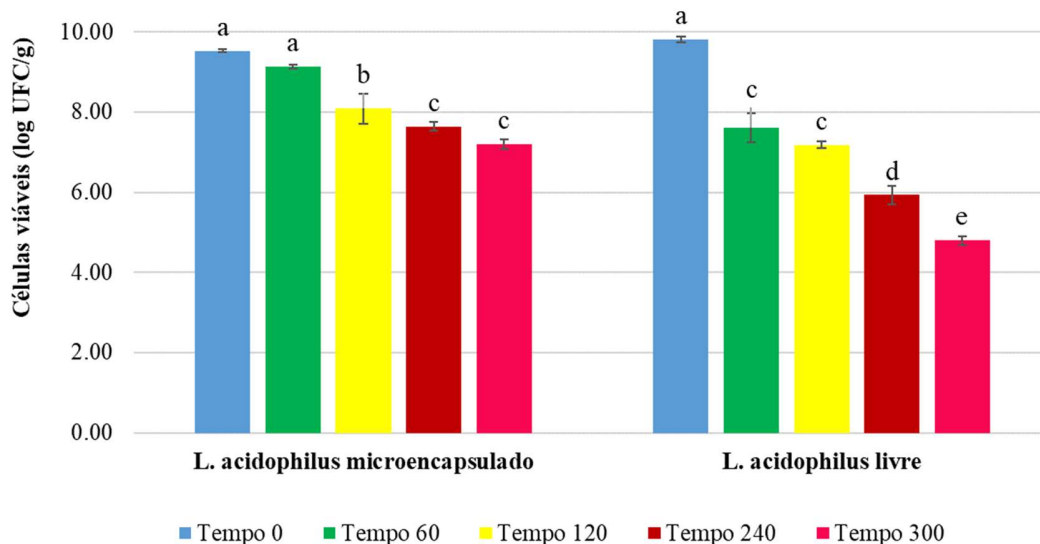 Células viáveis (log UFC/g)
10.00
8.00
6.00
4.00
2.00
0.00
a
a
b
c
c
a
c
c
d
e
L. acidophilus microencapsulado
L. acidophilus livre
Tempo 0
Tempo 60
Tempo 120
Tempo 240
Tempo 300